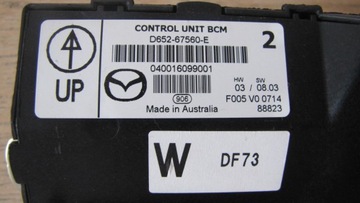 CONTROL UNIT BCM
D652-67560-E
2
040016099001
UP
906
HW SW
03 / 08.03
Made in Australia
F005 V0 0714
88823
W
DF73